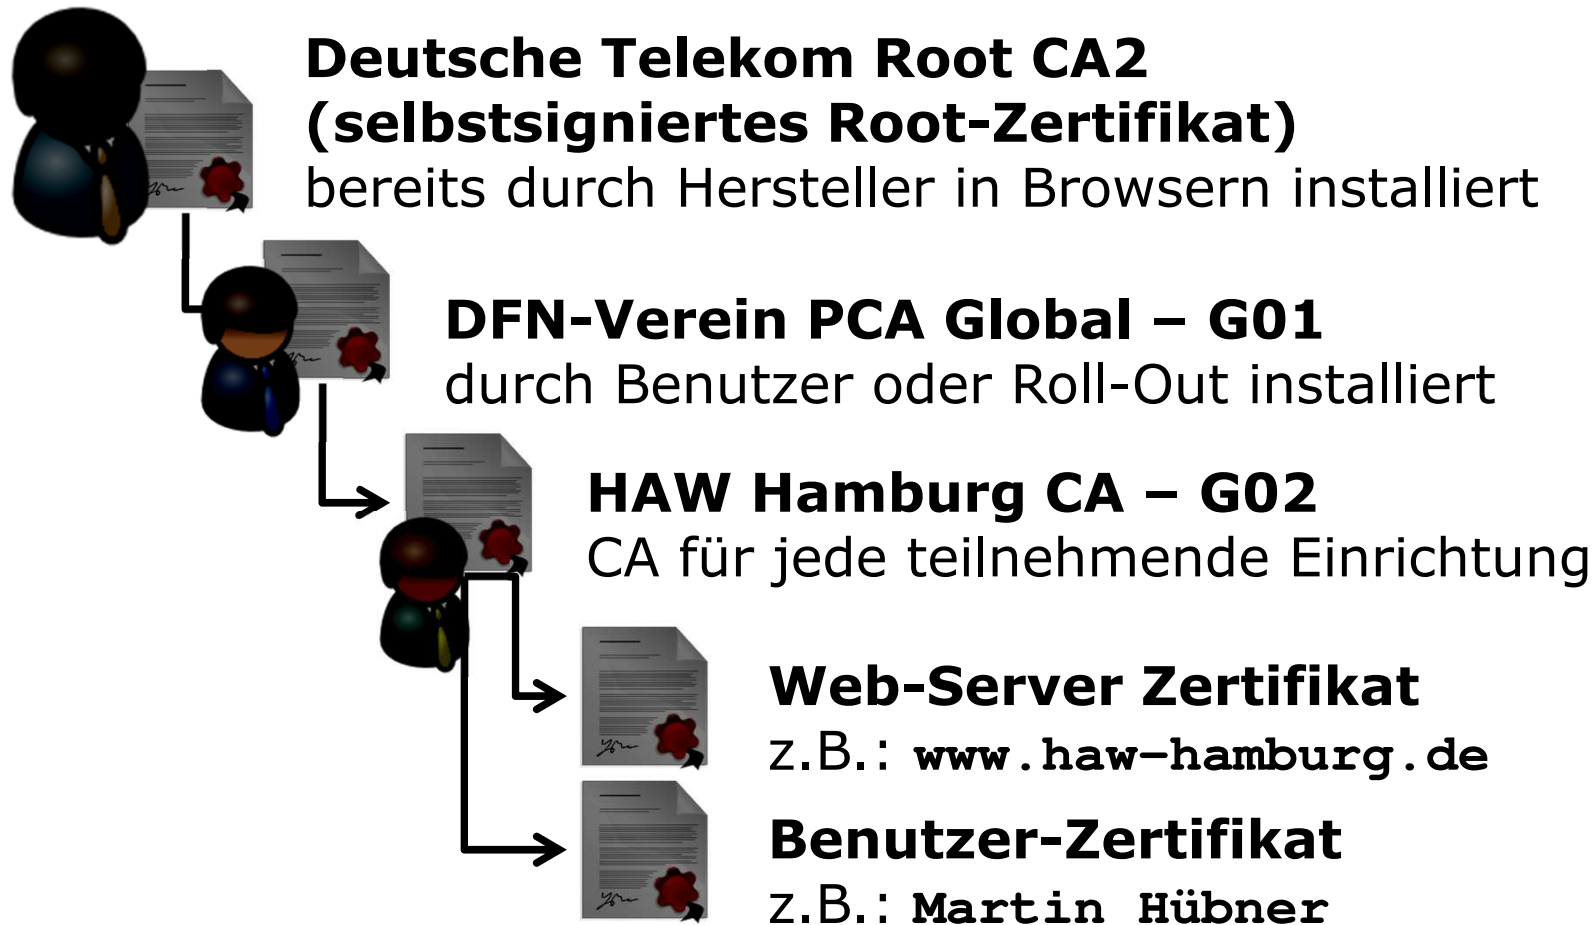 Deutsche Telekom Root CA2
(selbstsigniertes Root-Zertifikat)
bereits durch Hersteller in Browsern installiert
DFN-Verein PCA Global – G01
durch Benutzer oder Roll-Out installiert
HAW Hamburg CA – G02
CA für jede teilnehmende Einrichtung
Web-Server Zertifikat
z.B.: www.haw-hamburg.de
Benutzer-Zertifikat
z.B.: Martin Hübner